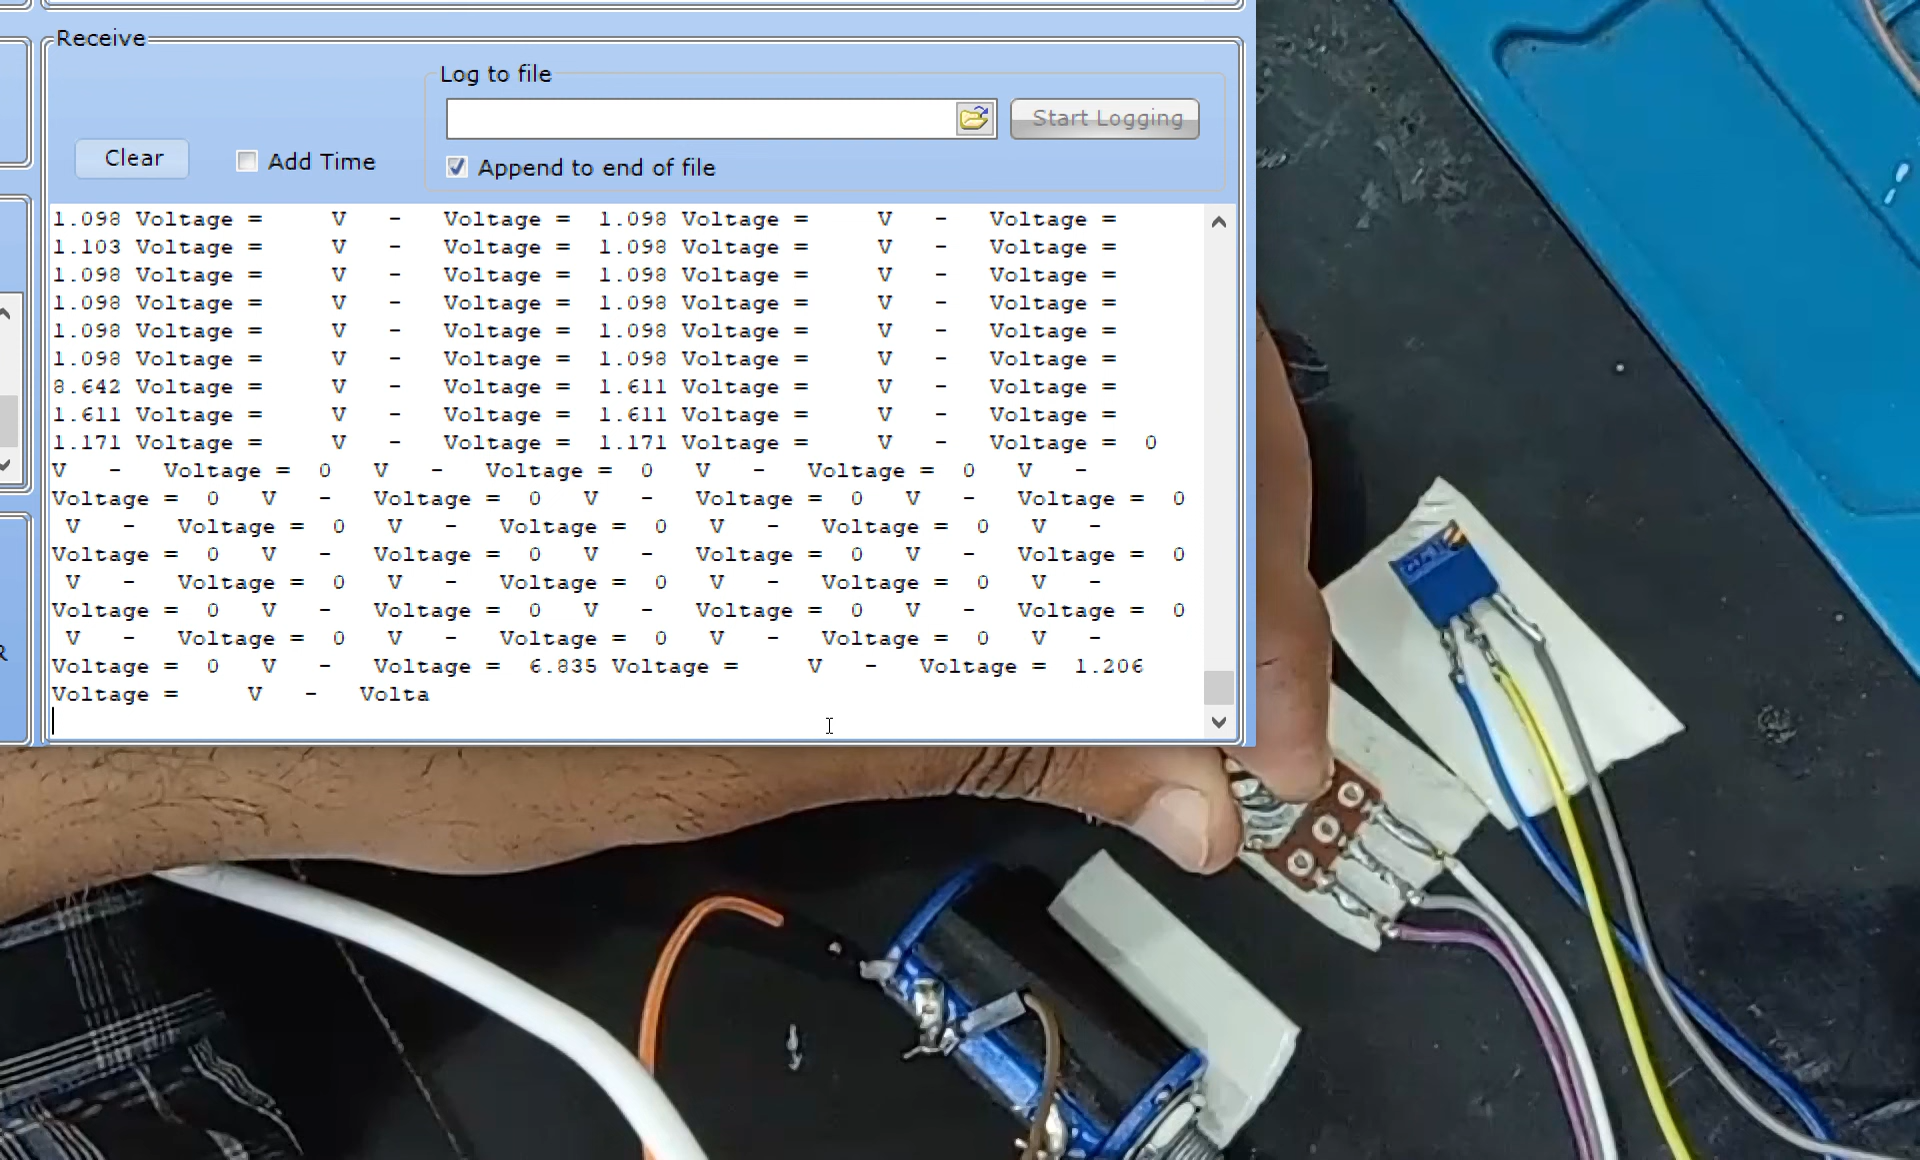 Receive
Log to file
Start Logging
Clear
Add Time
Append to end of file
1.098 Voltage =     V   -   Voltage =  1.098 Voltage =     V   -   Voltage =
1.103 Voltage =     V   -   Voltage =  1.098 Voltage =     V   -   Voltage =
1.098 Voltage =     V   -   Voltage =  1.098 Voltage =     V   -   Voltage =
1.098 Voltage =     V   -   Voltage =  1.098 Voltage =     V   -   Voltage =
1.098 Voltage =     V   -   Voltage =  1.098 Voltage =     V   -   Voltage =
1.098 Voltage =     V   -   Voltage =  1.098 Voltage =     V   -   Voltage =
8.642 Voltage =     V   -   Voltage =  1.611 Voltage =     V   -   Voltage =
1.611 Voltage =     V   -   Voltage =  1.611 Voltage =     V   -   Voltage =
1.171 Voltage =     V   -   Voltage =  1.171 Voltage =     V   -   Voltage =  0
V   -   Voltage =  0   V   -   Voltage =  0   V   -   Voltage =  0   V   -
Voltage =  0   V   -   Voltage =  0   V   -   Voltage =  0   V   -   Voltage =  0
V   -   Voltage =  0   V   -   Voltage =  0   V   -   Voltage =  0   V   -
Voltage =  0   V   -   Voltage =  0   V   -   Voltage =  0   V   -   Voltage =  0
V   -   Voltage =  0   V   -   Voltage =  0   V   -   Voltage =  0   V   -
Voltage =  0   V   -   Voltage =  0   V   -   Voltage =  0   V   -   Voltage =  0
V   -   Voltage =  0   V   -   Voltage =  0   V   -   Voltage =  0   V   -
Voltage =  0   V   -   Voltage =  6.835 Voltage =     V   -   Voltage =  1.206
Voltage =     V   -   Volta